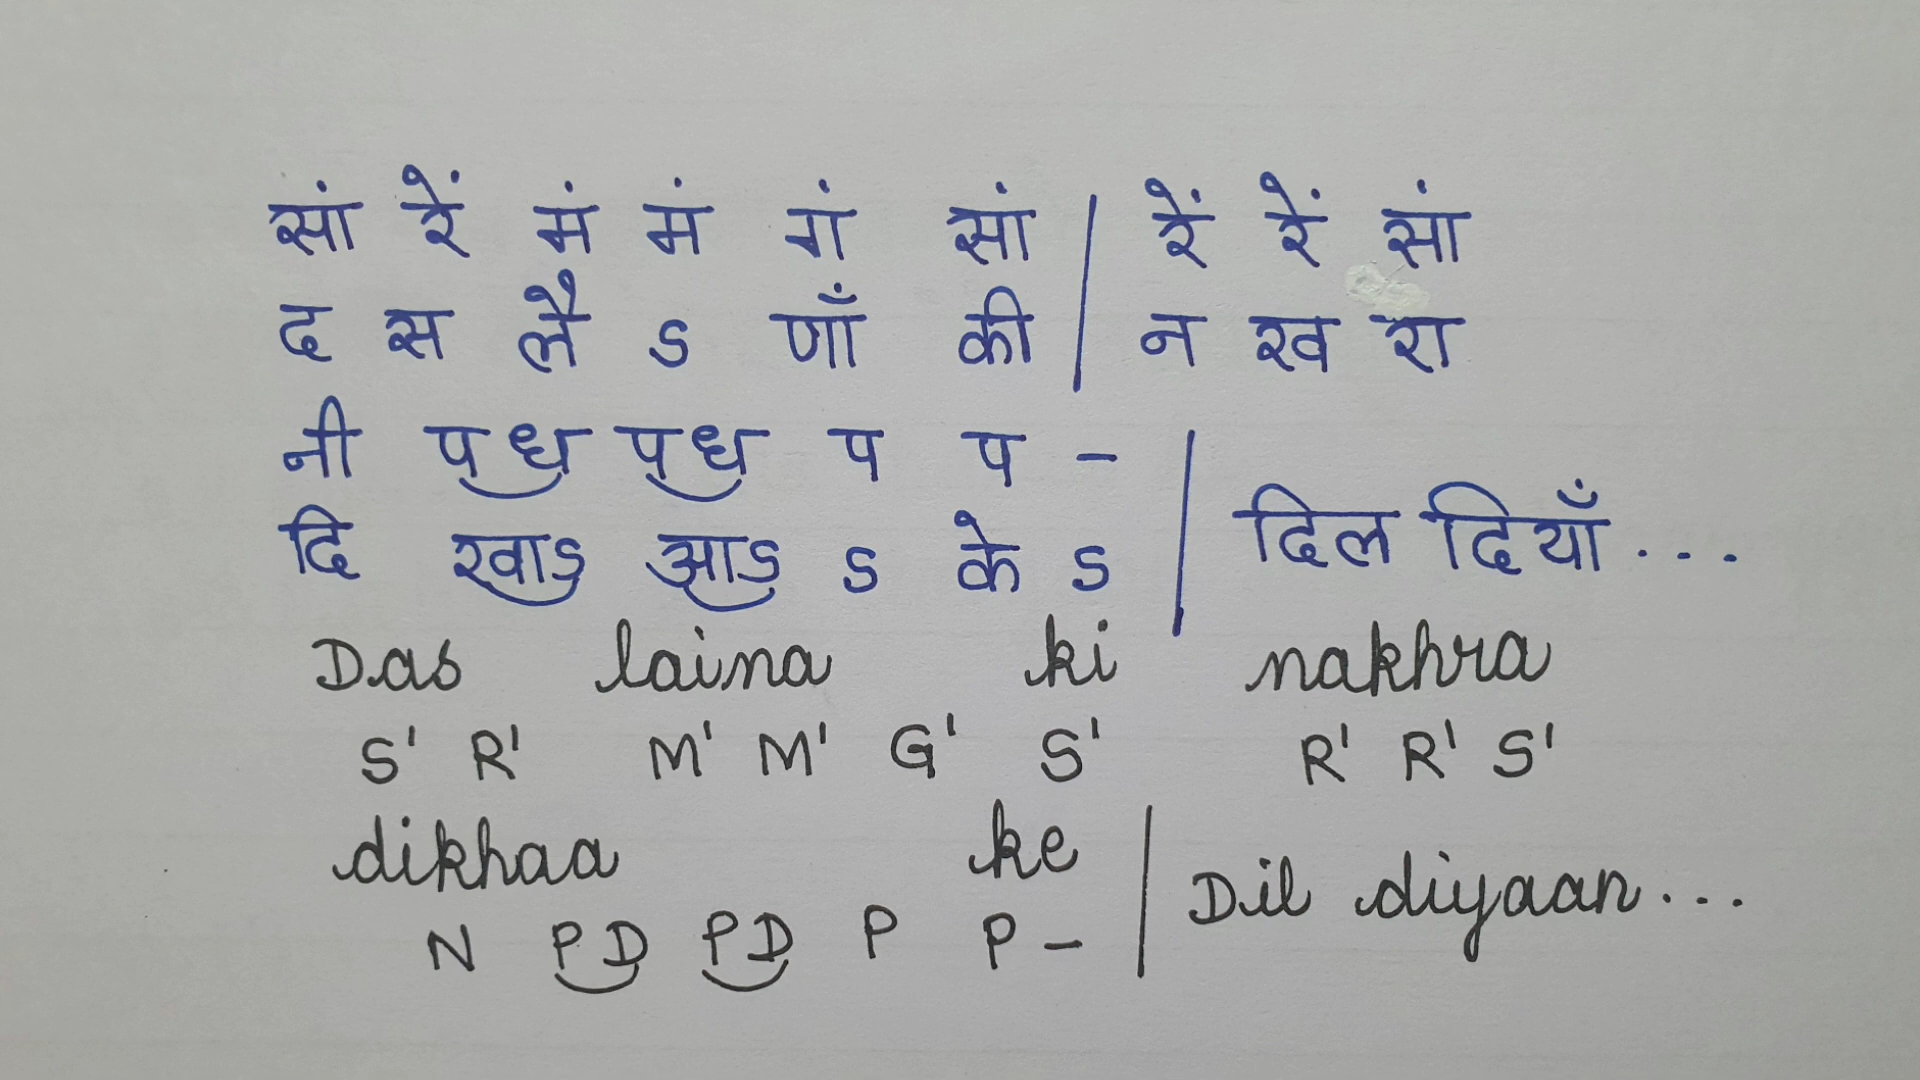 सां रें मं मं गं सां | रें रें सां
द स लै ऽ णाँ की | न ख रा
नी पध पध प प - |
दि खाऽ आऽ ऽ के ऽ | दिल दियाँ...
Das laina ki nakhra
S' R' M' M' G' S' R' R' S'
dikhaa ke | Dil diyaan...
N PD PD P P - |